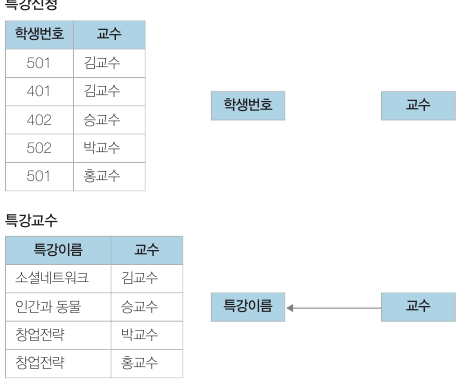 특강신청
학생번호 교수
501 김교수
401 김교수
402 승교수
502 박교수
501 홍교수
학생번호 교수
특강교수
특강이름 교수
소셜네트워크 김교수
인간과 동물 승교수
창업전략 박교수
창업전략 홍교수
특강이름 교수